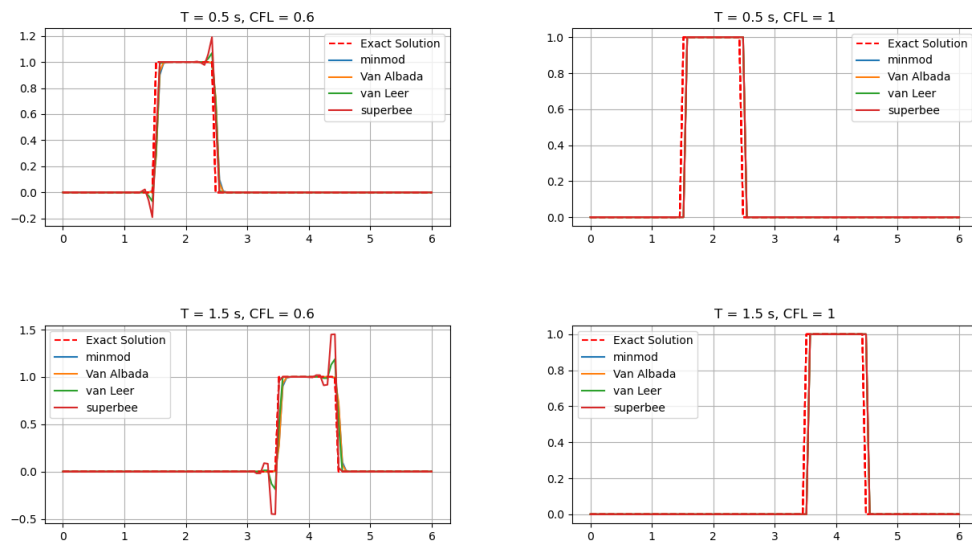 T = 0.5 s, CFL = 0.6
1.2
1.0
0.8
0.6
0.4
0.2
0.0
−0.2
0 1 2 3 4 5 6
Exact Solution
minmod
Van Albada
van Leer
superbee
T = 0.5 s, CFL = 1
1.0
0.8
0.6
0.4
0.2
0.0
0 1 2 3 4 5 6
Exact Solution
minmod
Van Albada
van Leer
superbee
T = 1.5 s, CFL = 0.6
1.5
1.0
0.5
0.0
−0.5
0 1 2 3 4 5 6
Exact Solution
minmod
Van Albada
van Leer
superbee
T = 1.5 s, CFL = 1
1.0
0.8
0.6
0.4
0.2
0.0
0 1 2 3 4 5 6
Exact Solution
minmod
Van Albada
van Leer
superbee